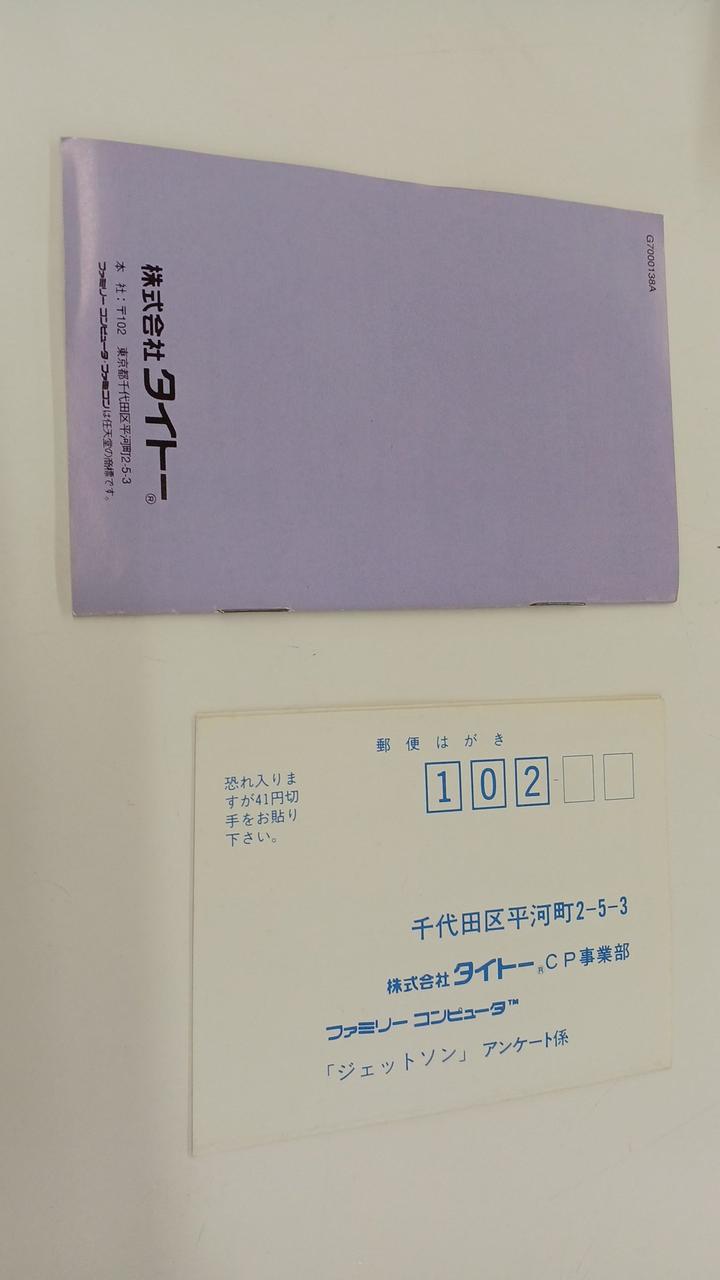 G7000138A
株式会社 タイトー®
本 社：〒102 東京都千代田区平河町2-5-3
ファミリーコンピュータ・ファミコンは任天堂の商標です。
郵便はがき
102-
恐れ入りま
すが41円切
手をお貼り
下さい。
千代田区平河町2-5-3
株式会社タイトー®CP事業部
ファミリーコンピュータ™
「ジェットソン」 アンケート係